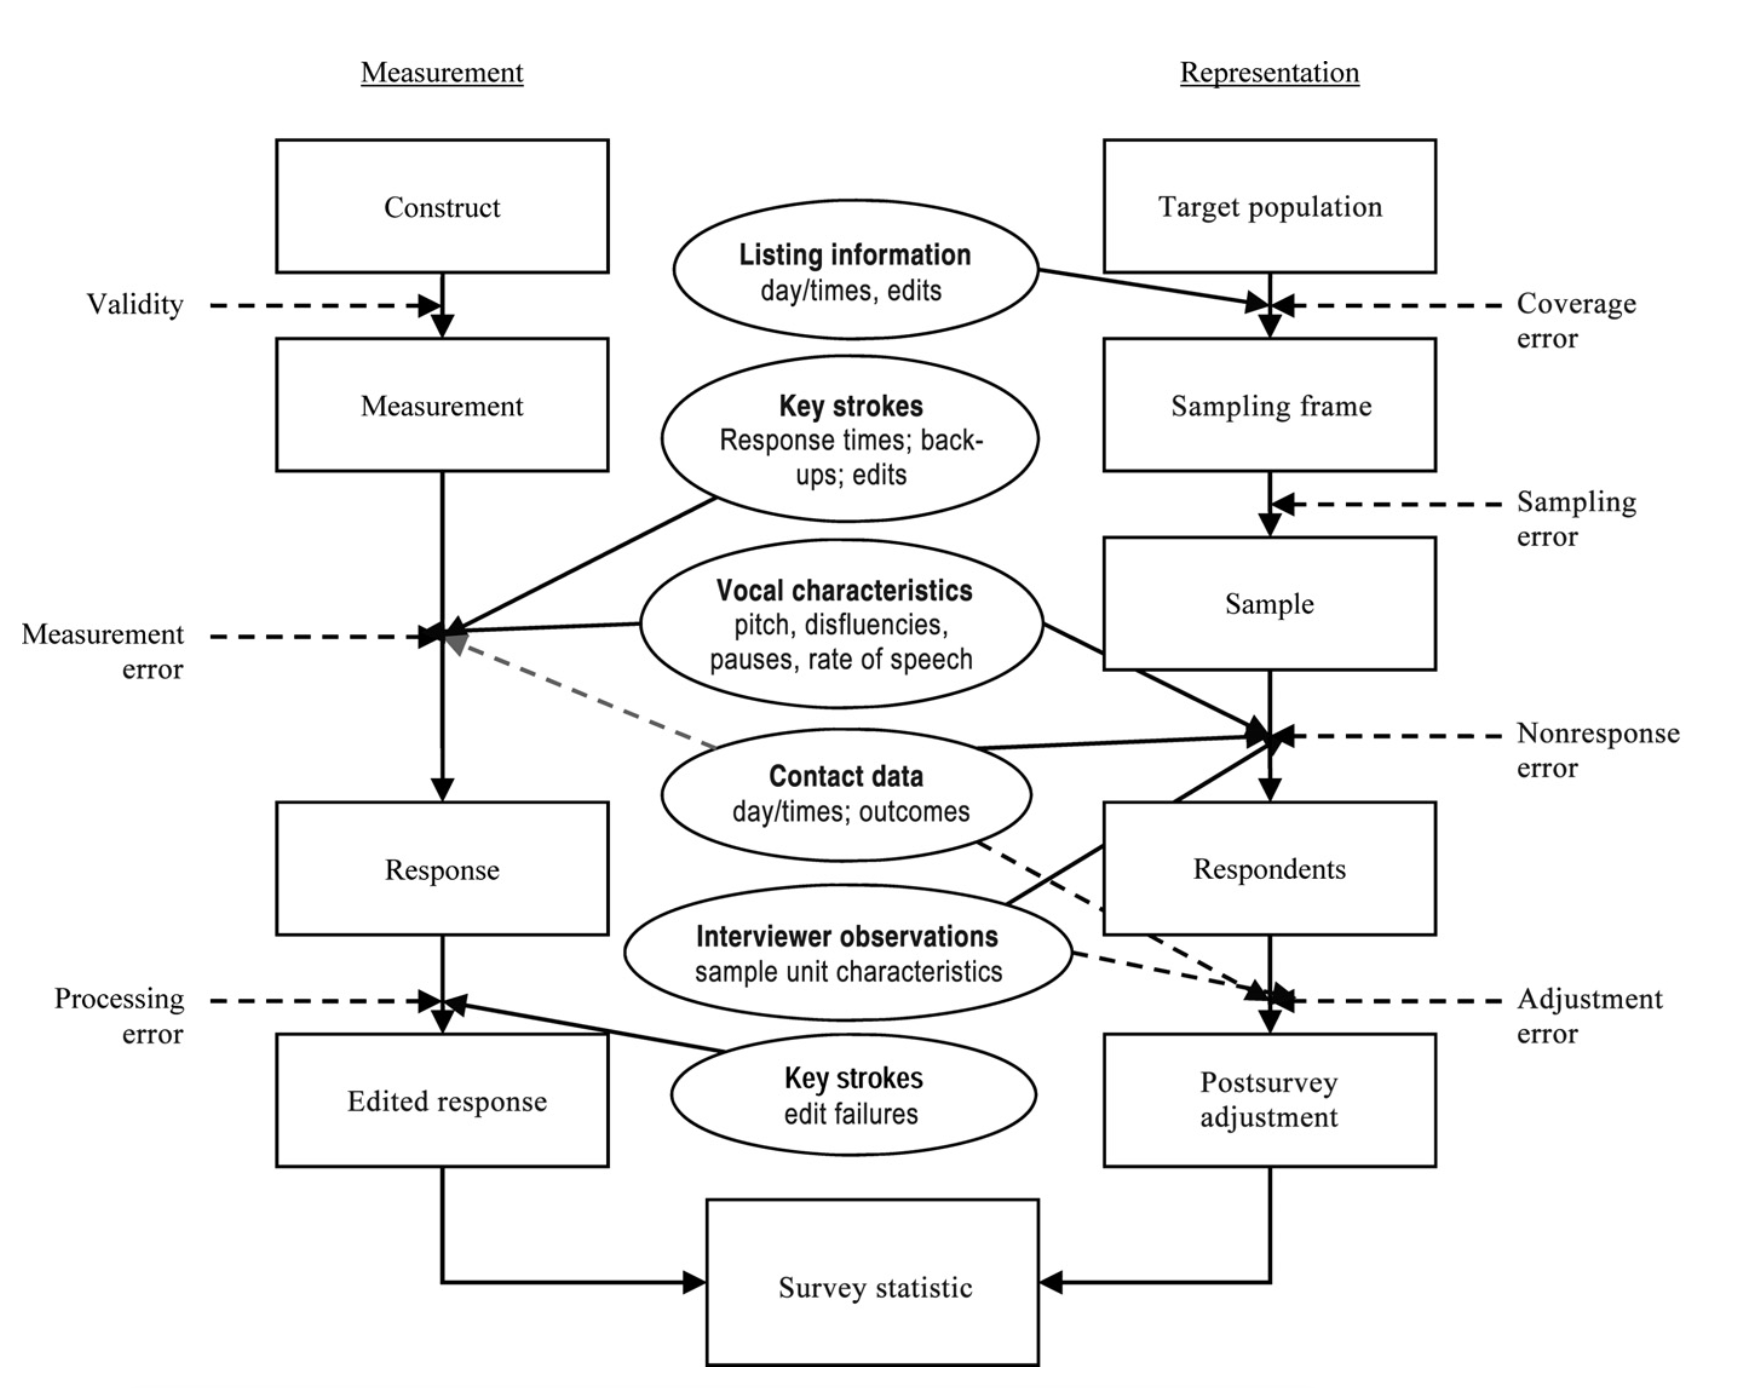 Measurement
Representation
Construct
Target population
Listing information
day/times, edits
Validity
Coverage
error
Measurement
Key strokes
Response times; back-
ups; edits
Sampling frame
Sampling
error
Vocal characteristics
pitch, disfluencies,
pauses, rate of speech
Sample
Measurement
error
Nonresponse
error
Contact data
day/times; outcomes
Response
Respondents
Interviewer observations
sample unit characteristics
Processing
error
Adjustment
error
Key strokes
edit failures
Edited response
Postsurvey
adjustment
Survey statistic